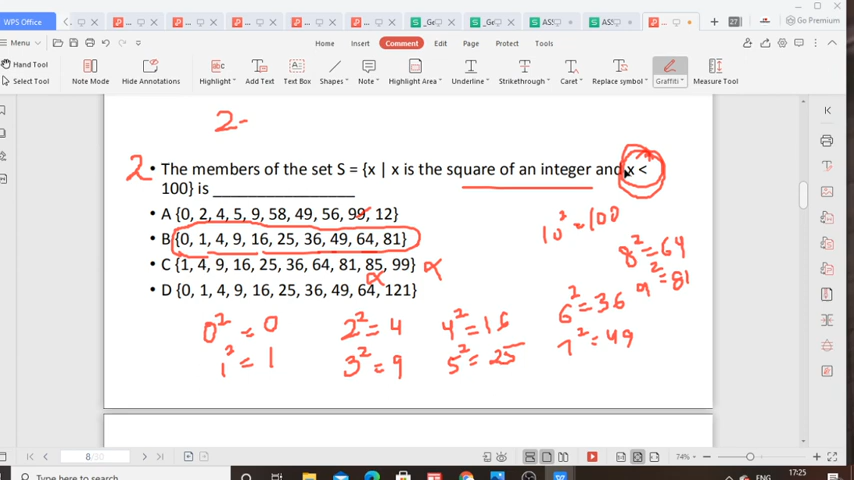 WPS Office
27
Go Premium
Menu
Home Insert Comment Edit Page Protect Tools
Hand Tool
Select Tool
Note Mode Hide Annotations Highlight Add Text Text Box Shapes Note Highlight Area Underline Strikethrough Caret Replace symbol Graffiti Measure Tool
2-
2 • The members of the set S = {x | x is the square of an integer and x <
100} is
• A {0, 2, 4, 5, 9, 58, 49, 56, 99, 12}
• B {0, 1, 4, 9, 16, 25, 36, 49, 64, 81}
• C {1, 4, 9, 16, 25, 36, 64, 81, 85, 99}
• D {0, 1, 4, 9, 16, 25, 36, 49, 64, 121}
10² = 100
8² = 64
9² = 81
0² = 0 2² = 4 4² = 16 6² = 36
1² = 1 3² = 9 5² = 25 7² = 49
8/30
74%
Type here to search
ENG
17:25